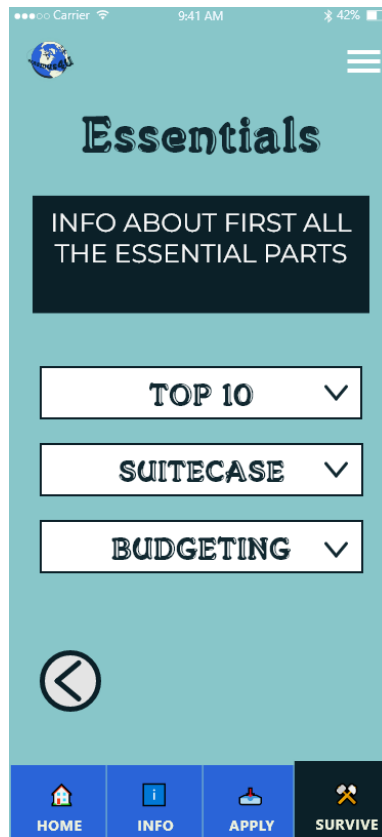 Carrier 9:41 AM 42%
Essentials
INFO ABOUT FIRST ALL
THE ESSENTIAL PARTS
TOP 10
SUITECASE
BUDGETING
i
HOME INFO APPLY SURVIVE